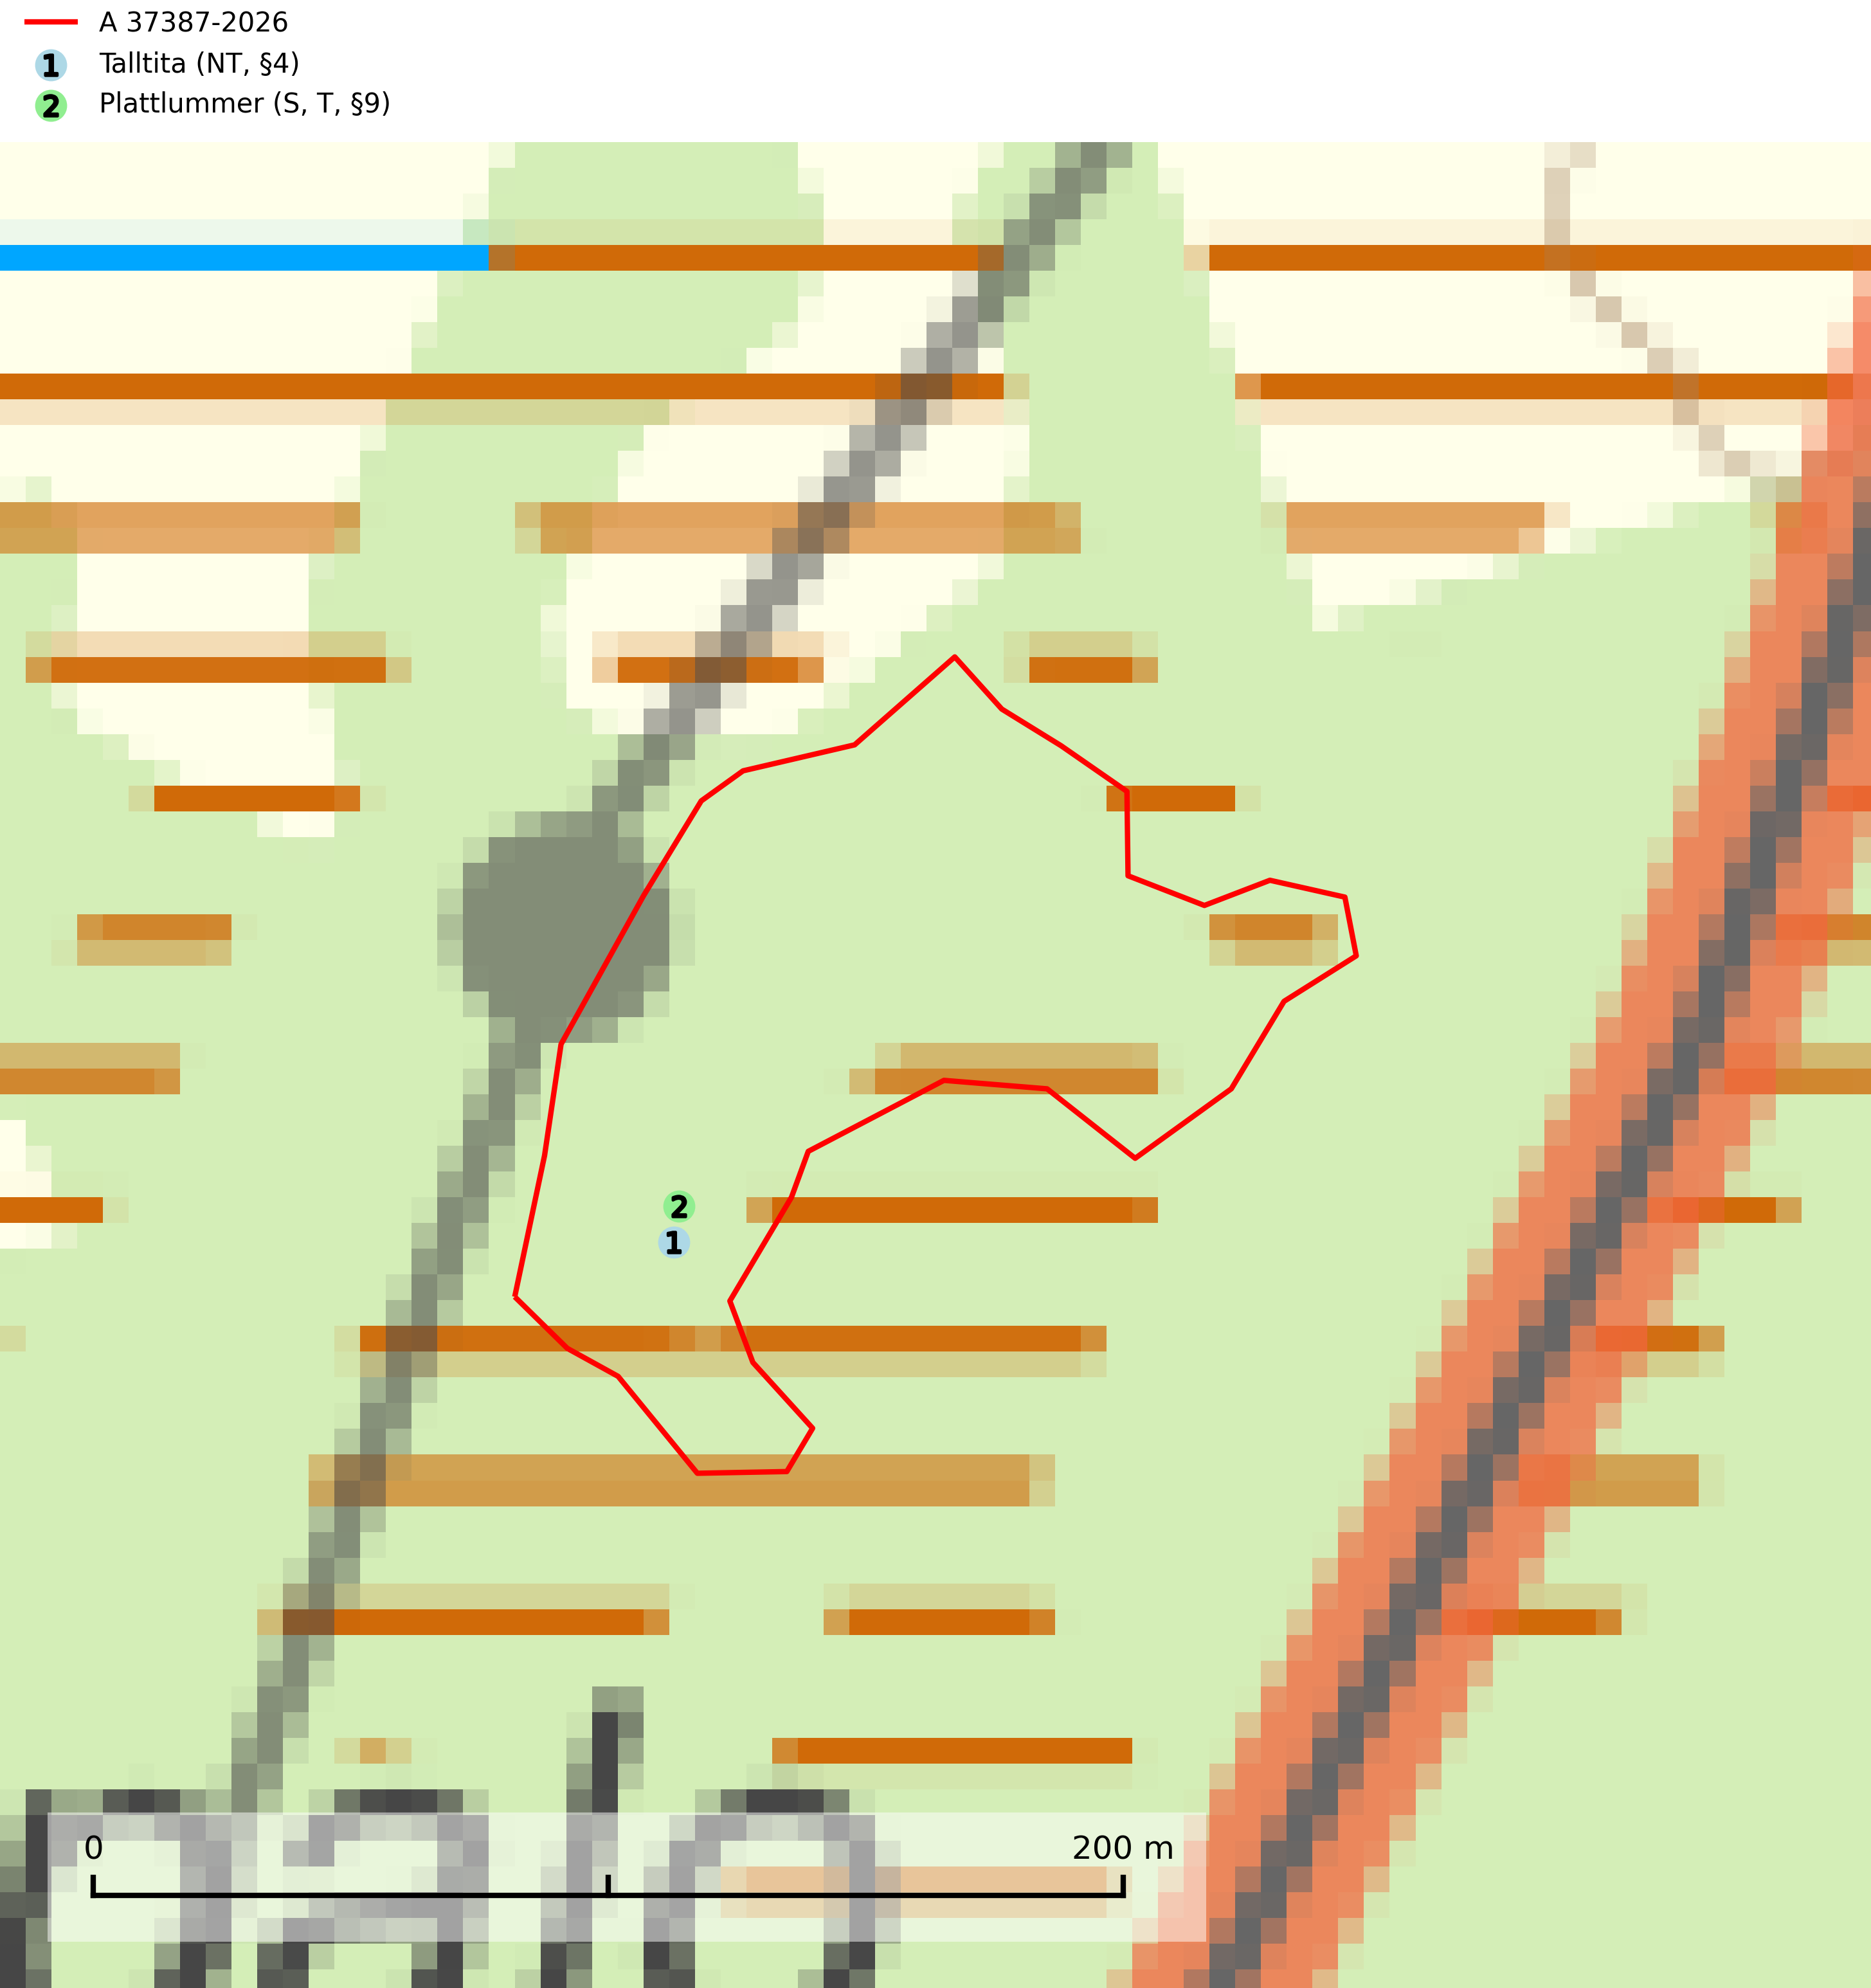 A 37387-2026
1 Talltita (NT, §4)
2 Plattlummer (S, T, §9)
2
1
0 200 m